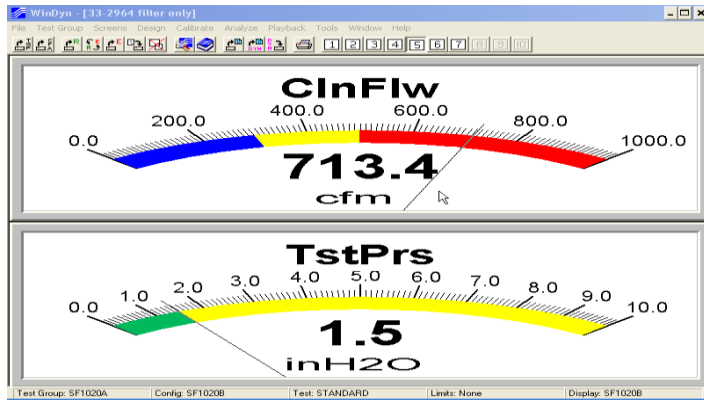 WinDyn - [33-2964 filter only]
File Test Group Screens Design Calibrate Analyze Playback Tools Window Help
1 2 3 4 5 6 7 8 9 10
ClnFlw
0.0 200.0 400.0 600.0 800.0 1000.0
713.4
cfm
TstPrs
0.0 1.0 2.0 3.0 4.0 5.0 6.0 7.0 8.0 9.0 10.0
1.5
inH2O
Test Group: SF1020A Config: SF1020B Test: STANDARD Limits: None Display: SF1020B